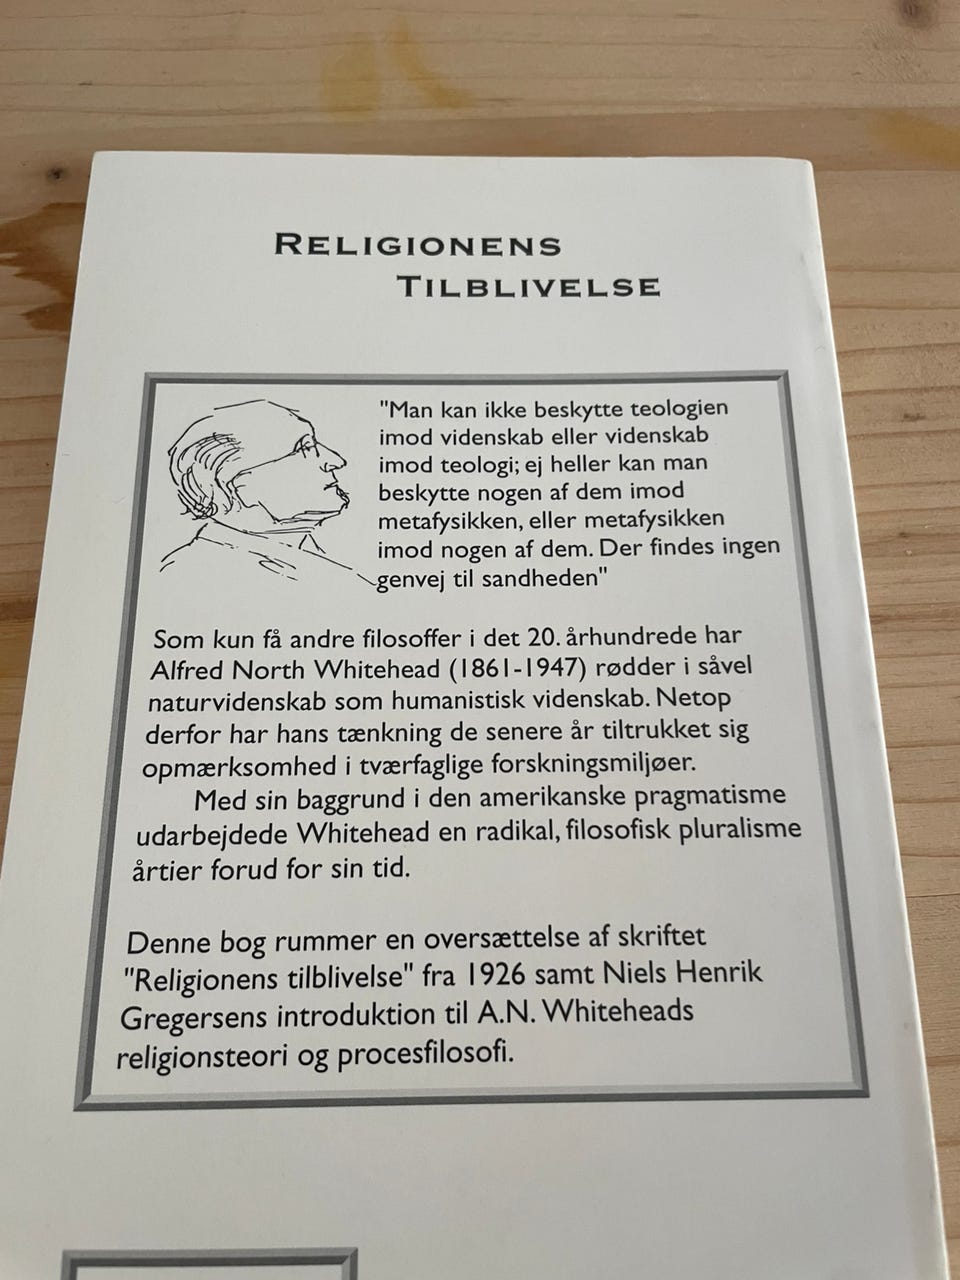 RELIGIONENS
TILBLIVELSE
"Man kan ikke beskytte teologien
imod videnskab eller videnskab
imod teologi; ej heller kan man
beskytte nogen af dem imod
metafysikken, eller metafysikken
imod nogen af dem. Der findes ingen
genvej til sandheden"
Som kun få andre filosoffer i det 20. århundrede har
Alfred North Whitehead (1861-1947) rødder i såvel
naturvidenskab som humanistisk videnskab. Netop
derfor har hans tænkning de senere år tiltrukket sig
opmærksomhed i tværfaglige forskningsmiljøer.
Med sin baggrund i den amerikanske pragmatisme
udarbejdede Whitehead en radikal, filosofisk pluralisme
årtier forud for sin tid.
Denne bog rummer en oversættelse af skriftet
"Religionens tilblivelse" fra 1926 samt Niels Henrik
Gregersens introduktion til A.N. Whiteheads
religionsteori og procesfilosofi.